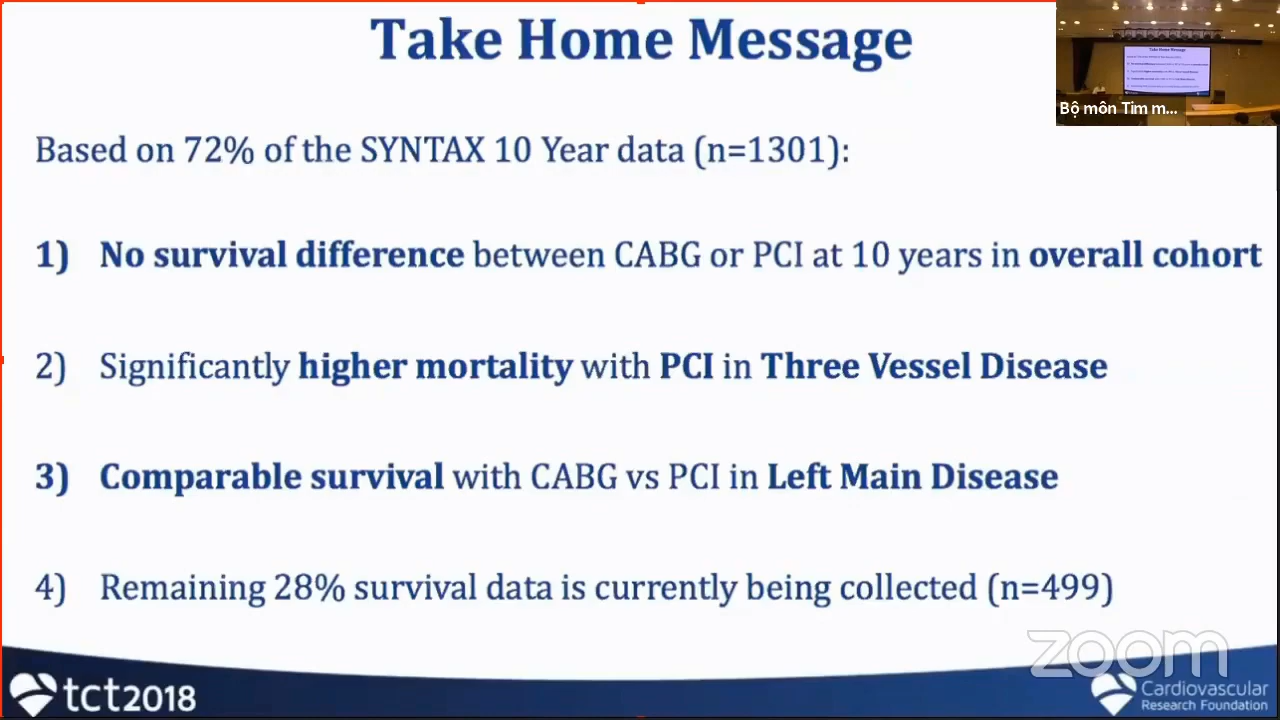 Take Home Message
Bộ môn Tim m...
Based on 72% of the SYNTAX 10 Year data (n=1301):
1) No survival difference between CABG or PCI at 10 years in overall cohort
2) Significantly higher mortality with PCI in Three Vessel Disease
3) Comparable survival with CABG vs PCI in Left Main Disease
4) Remaining 28% survival data is currently being collected (n=499)
zoom
tct2018
Cardiovascular
Research Foundation